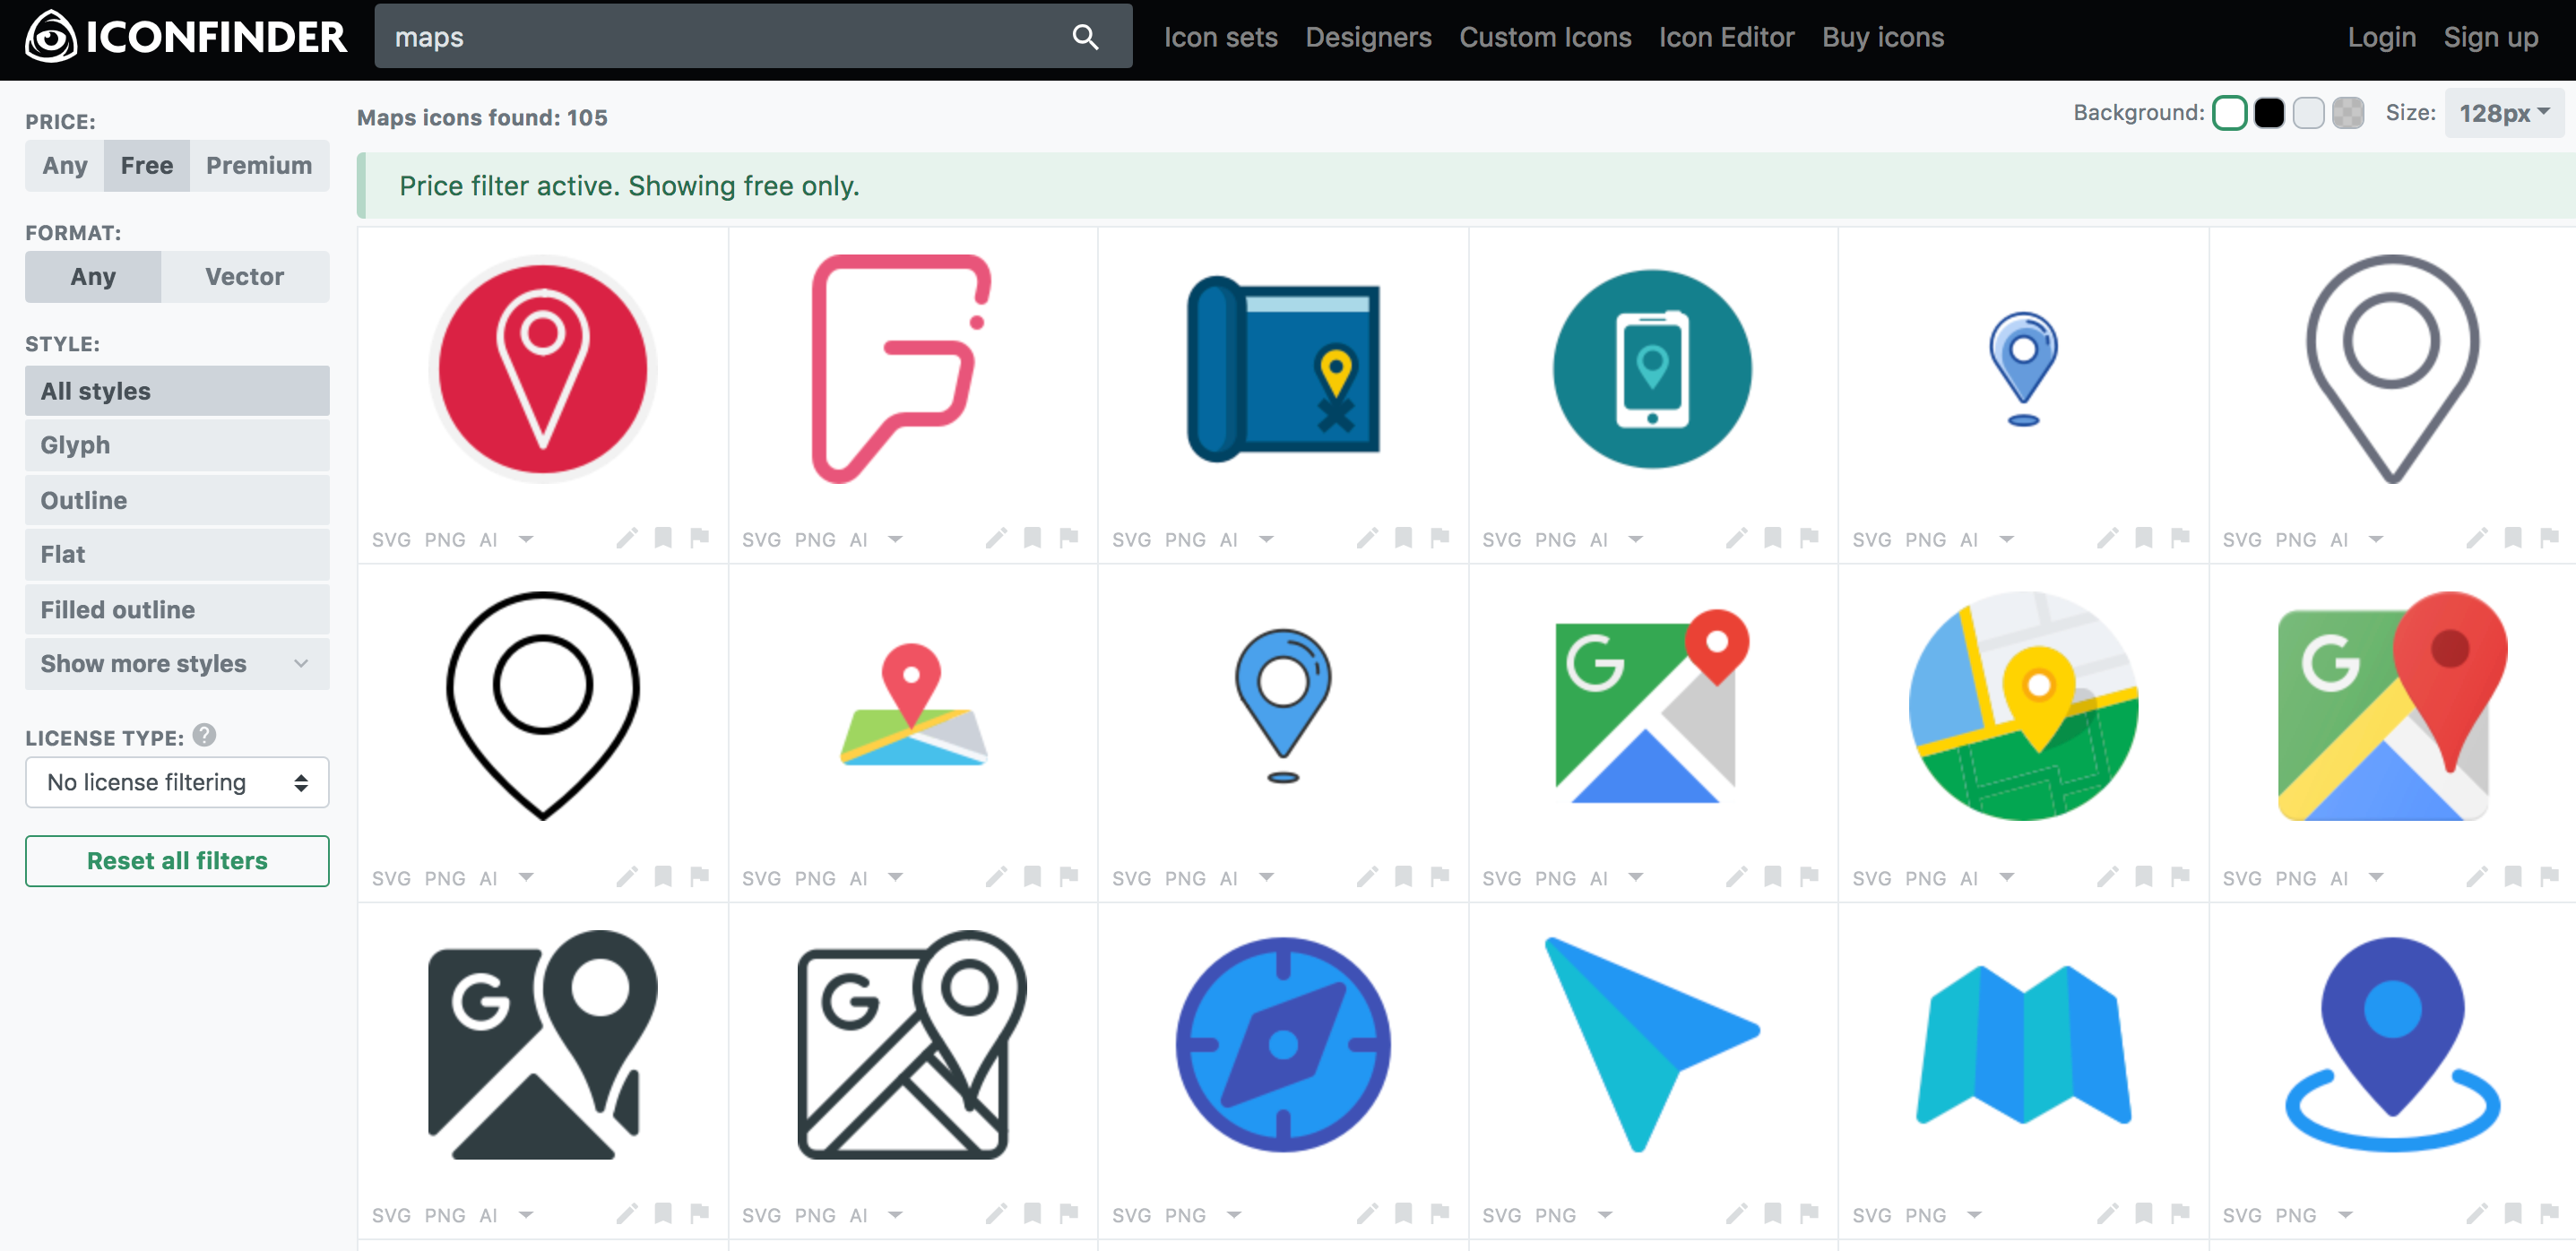 ICONFINDER
maps
Icon sets Designers Custom Icons Icon Editor Buy icons
Login Sign up
PRICE:
Any Free Premium
FORMAT:
Any Vector
STYLE:
All styles
Glyph
Outline
Flat
Filled outline
Show more styles
LICENSE TYPE: ?
No license filtering
Reset all filters
Maps icons found: 105
Background:
Size: 128px
Price filter active. Showing free only.
SVG PNG AI
SVG PNG AI
SVG PNG AI
SVG PNG AI
SVG PNG AI
SVG PNG AI
G
G
SVG PNG AI
SVG PNG AI
SVG PNG AI
SVG PNG AI
SVG PNG AI
SVG PNG AI
G
G
SVG PNG AI
SVG PNG AI
SVG PNG
SVG PNG
SVG PNG
SVG PNG